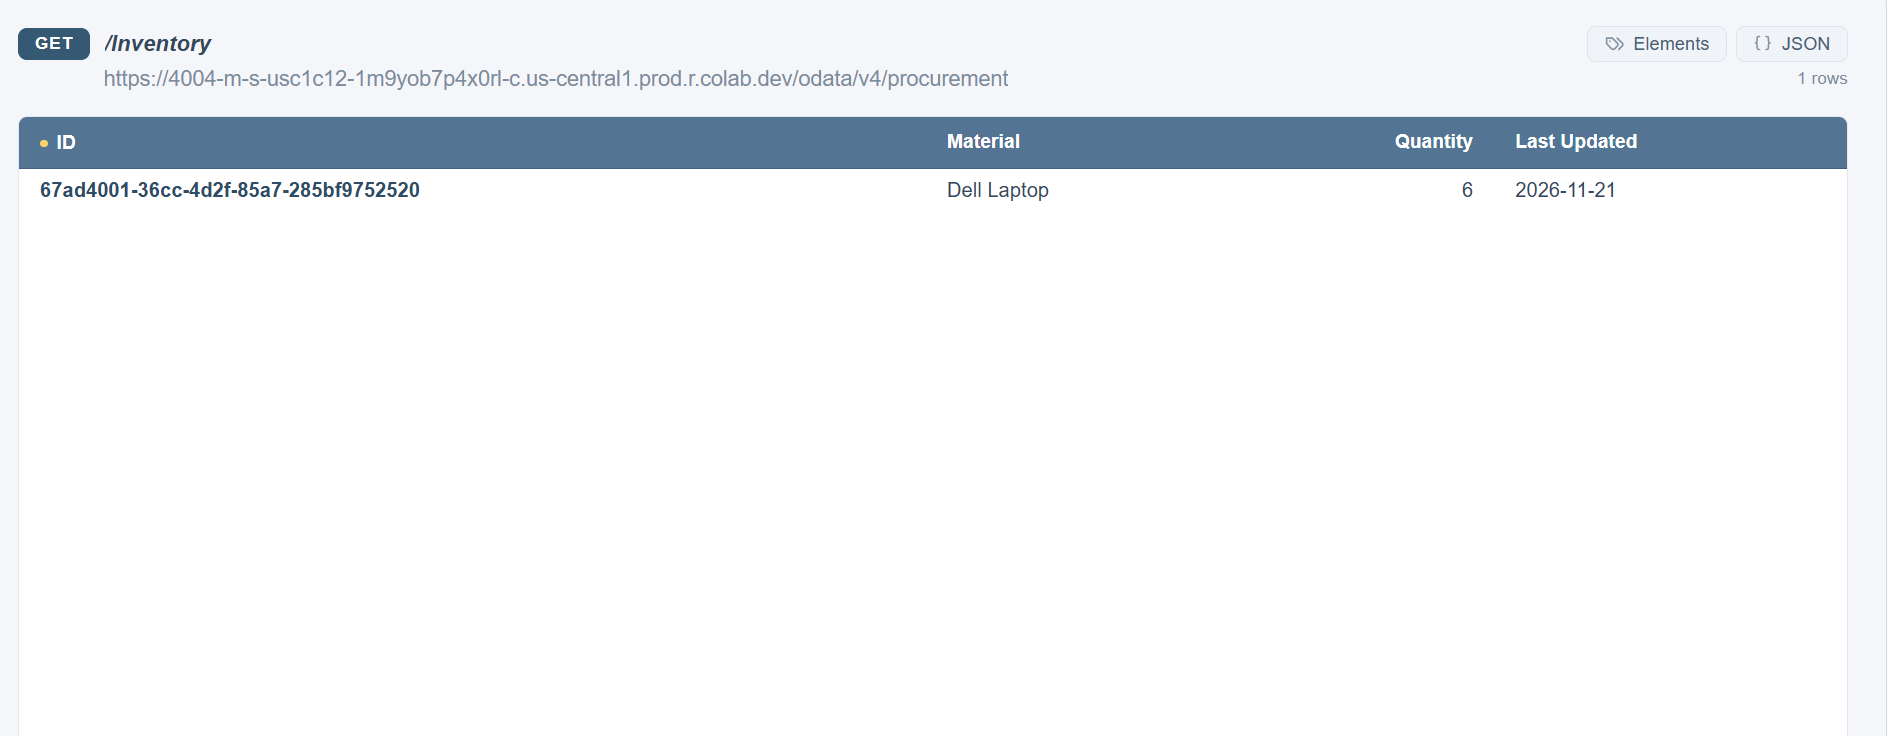 GET /Inventory Elements {} JSON
https://4004-m-s-usc1c12-1m9yob7p4x0rl-c.us-central1.prod.r.colab.dev/odata/v4/procurement 1 rows
ID Material Quantity Last Updated
67ad4001-36cc-4d2f-85a7-285bf9752520 Dell Laptop 6 2026-11-21